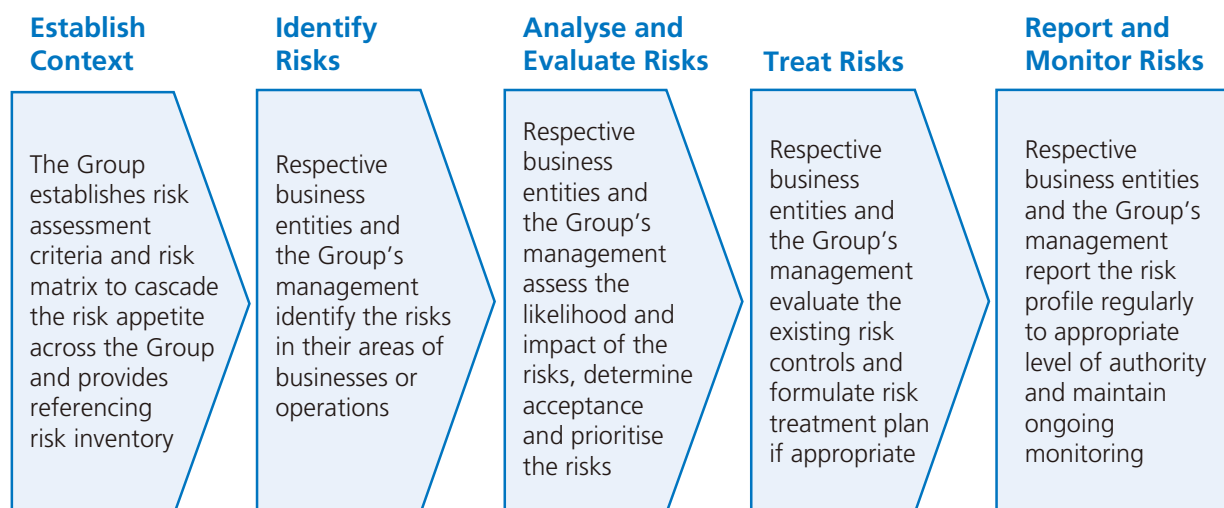 Establish
Context
The Group
establishes risk
assessment
criteria and risk
matrix to cascade
the risk appetite
across the Group
and provides
referencing
risk inventory
Identify
Risks
Respective
business
entities and
the Group's
management
identify the risks
in their areas of
businesses or
operations
Analyse and
Evaluate Risks
Respective
business
entities and
the Group's
management
assess the
likelihood and
impact of the
risks, determine
acceptance
and prioritise
the risks
Treat Risks
Respective
business
entities and
the Group's
management
evaluate the
existing risk
controls and
formulate risk
treatment plan
if appropriate
Report and
Monitor Risks
Respective
business entities
and the Group's
management
report the risk
profile regularly
to appropriate
level of authority
and maintain
ongoing
monitoring